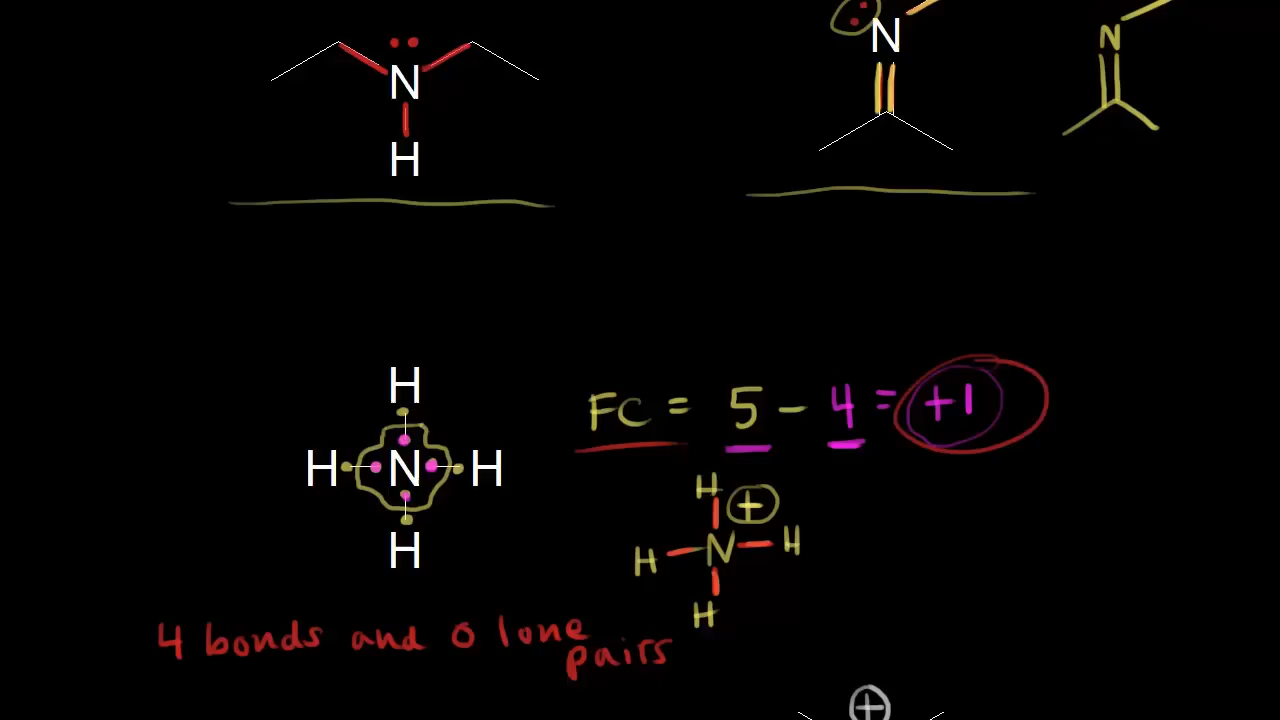 N
H
N
N
H
H N H
H
FC = 5 - 4 = +1
H
+
H N H
H
4 bonds and 0 lone
pairs
+